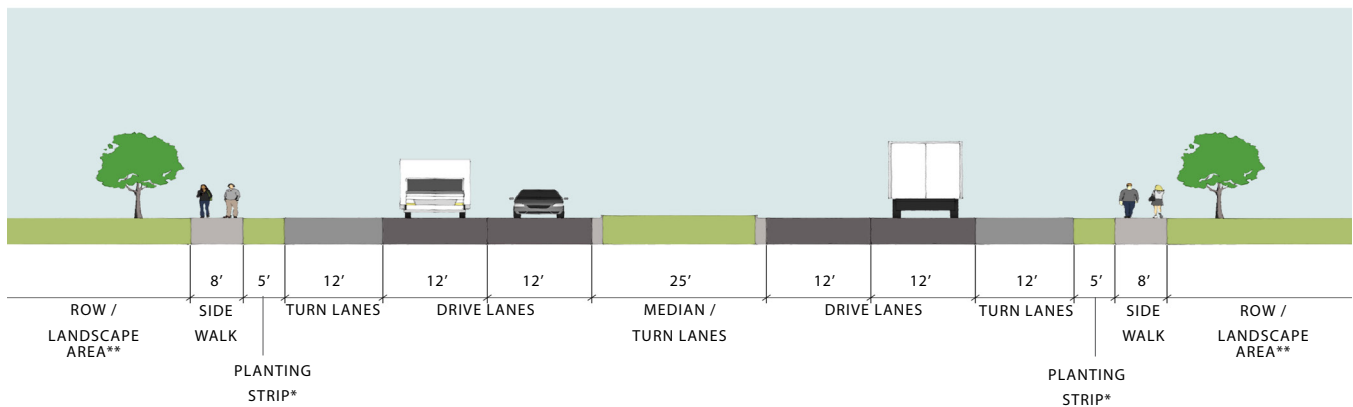 8’ 5’ 12’ 12’ 12’ 25’ 12’ 12’ 12’ 5’ 8’
ROW / SIDE TURN LANES DRIVE LANES MEDIAN / DRIVE LANES TURN LANES SIDE ROW /
LANDSCAPE WALK TURN LANES WALK LANDSCAPE
AREA** AREA**
PLANTING PLANTING
STRIP* STRIP*